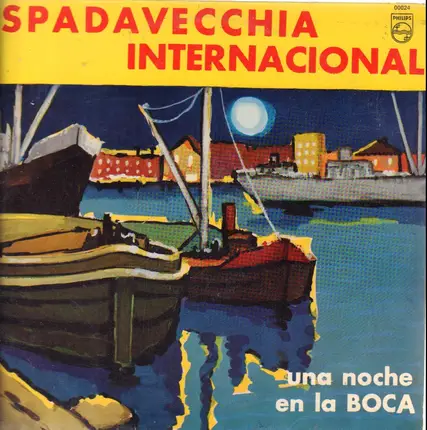 SPADAVECCHIA
INTERNACIONAL
00024
PHILIPS
una noche
en la BOCA